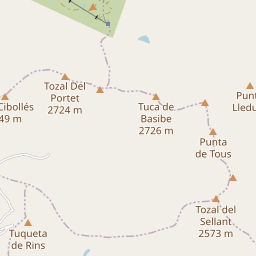 Tozal Del
Portet
2724 m
Cibollés
49 m
Tuca de
Basibe
2726 m
Punt
Lledu
Punta
de Tous
Tozal del
Sellant
2573 m
Tuqueta
de Rins